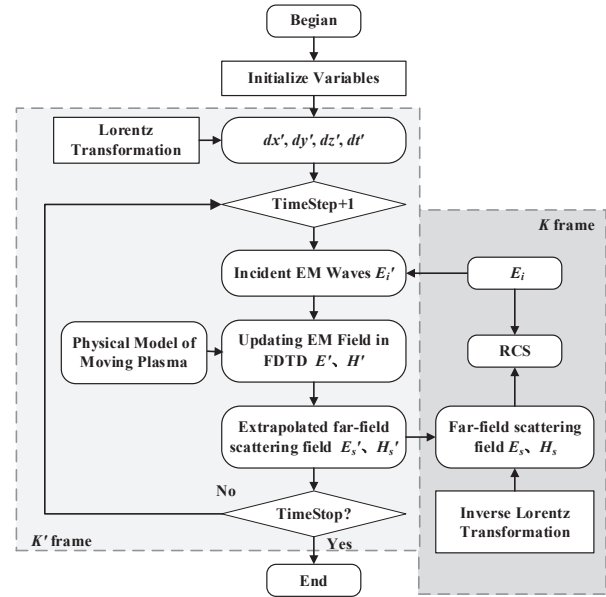 Begian
Initialize Variables
Lorentz
Transformation
dx′, dy′, dz′, dt′
TimeStep+1
K frame
Incident EM Waves Ei′
Ei
Physical Model of
Moving Plasma
Updating EM Field in
FDTD E′、H′
RCS
Extrapolated far-field
scattering field Es′、Hs′
Far-field scattering
field Es、Hs
No
TimeStop?
Inverse Lorentz
Transformation
K′ frame
Yes
End